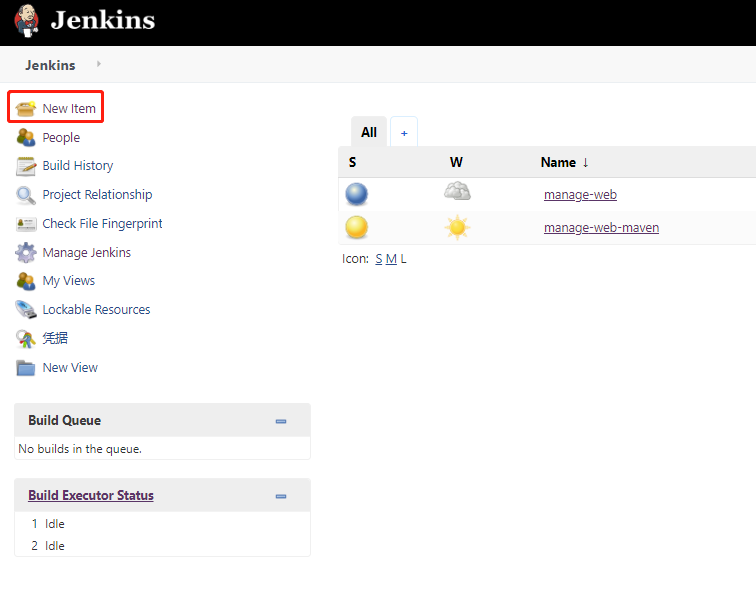 Jenkins
Jenkins
New Item
People
Build History
Project Relationship
Check File Fingerprint
Manage Jenkins
My Views
Lockable Resources
凭据
New View
All +
S W Name ↓
manage-web
manage-web-maven
Icon: S M L
Build Queue
No builds in the queue.
Build Executor Status
1 Idle
2 Idle